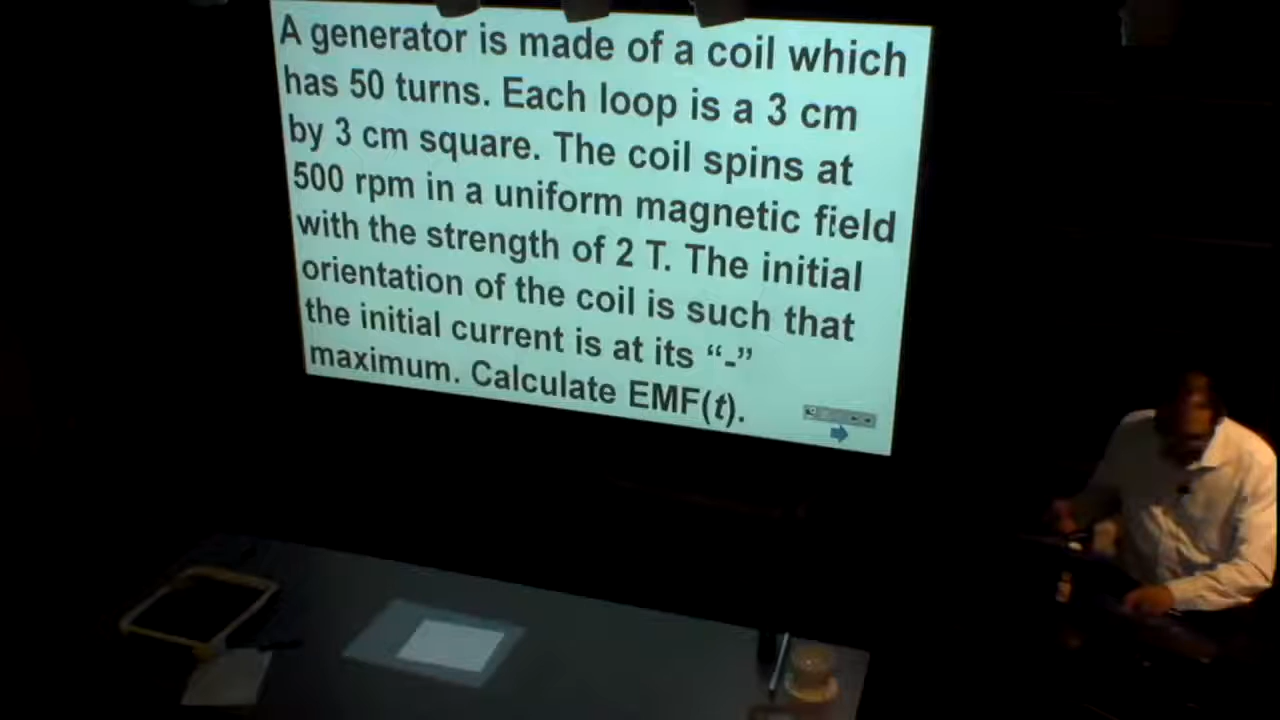 A generator is made of a coil which
has 50 turns. Each loop is a 3 cm
by 3 cm square. The coil spins at
500 rpm in a uniform magnetic field
with the strength of 2 T. The initial
orientation of the coil is such that
the initial current is at its “-”
maximum. Calculate EMF(t).